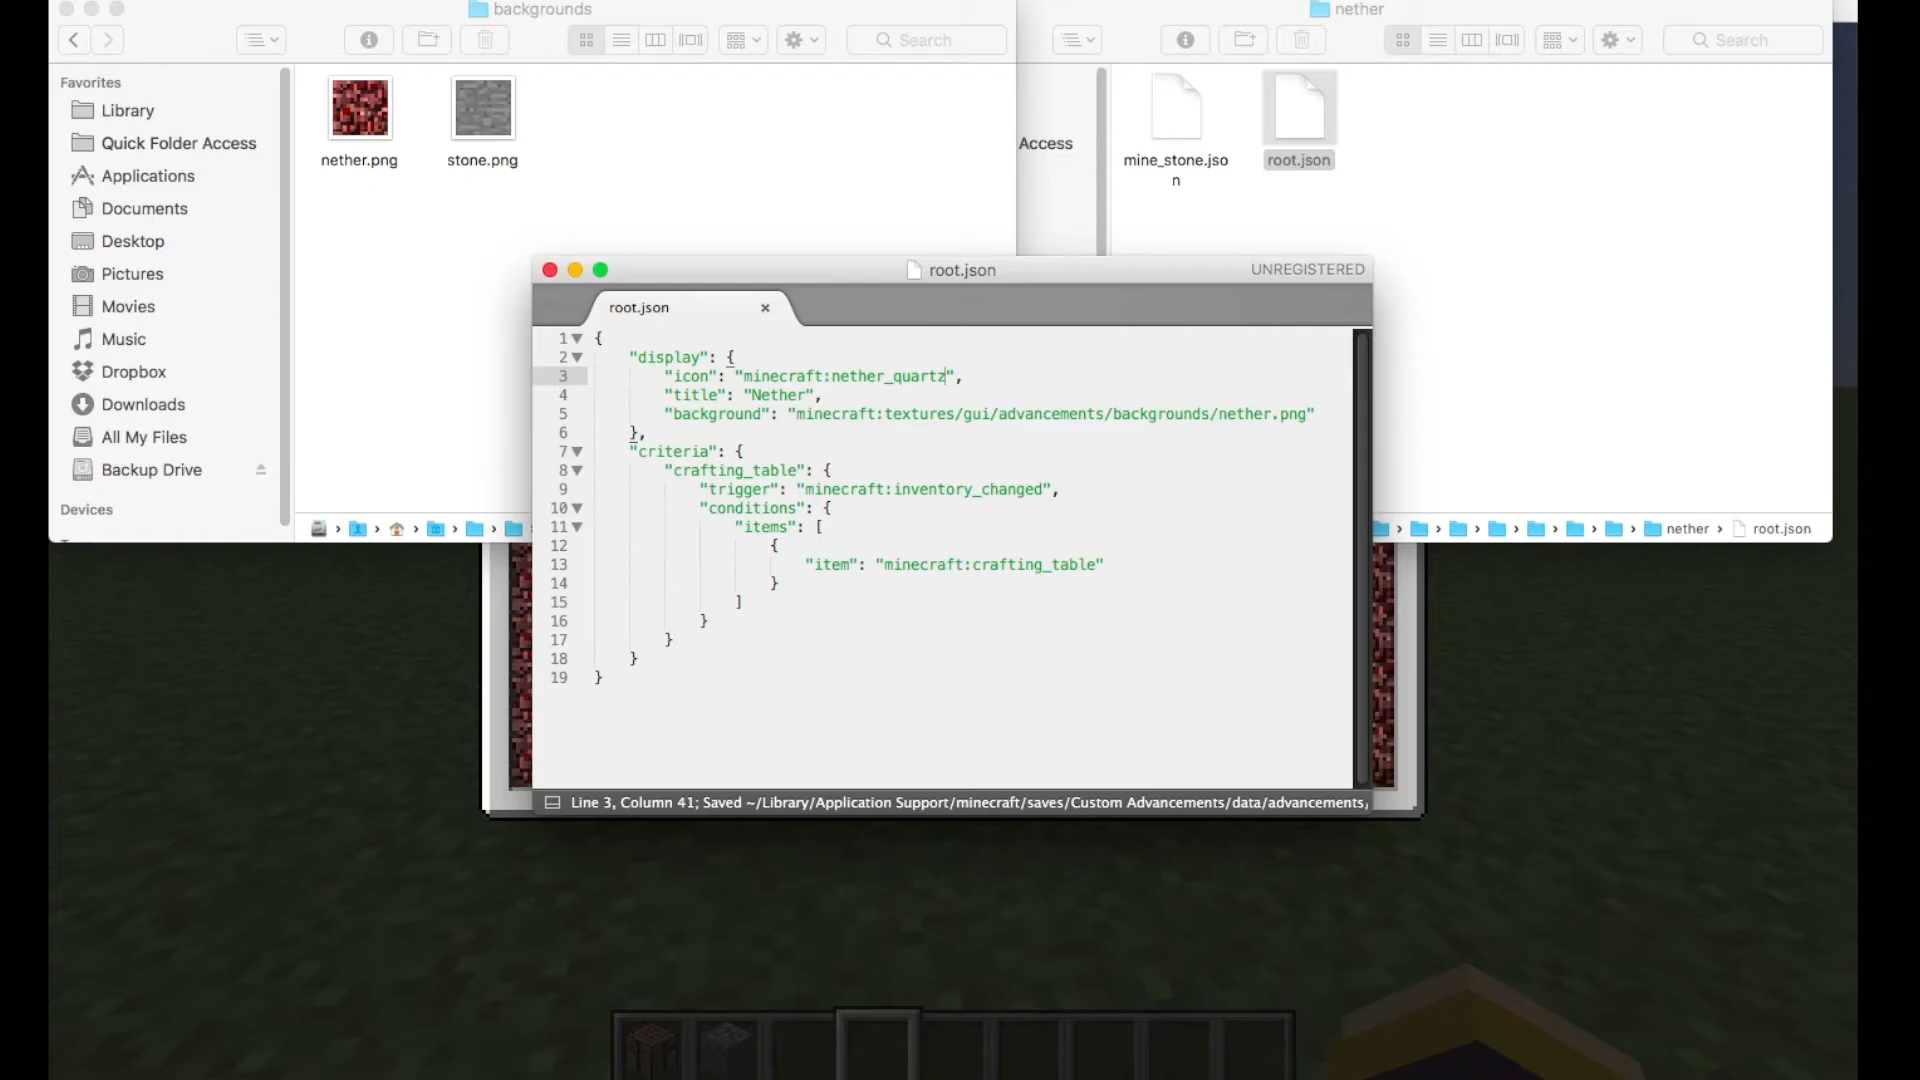 backgrounds
nether
Search
Search
Favorites
Library
Quick Folder Access
Applications
Documents
Desktop
Pictures
Movies
Music
Dropbox
Downloads
All My Files
Backup Drive
Devices
nether.png
stone.png
Access
mine_stone.jso
n
root.json
nether
root.json
root.json
UNREGISTERED
root.json
1 {
2 "display": {
3 "icon": "minecraft:nether_quartz",
4 "title": "Nether",
5 "background": "minecraft:textures/gui/advancements/backgrounds/nether.png"
6 },
7 "criteria": {
8 "crafting_table": {
9 "trigger": "minecraft:inventory_changed",
10 "conditions": {
11 "items": [
12 {
13 "item": "minecraft:crafting_table"
14 }
15 ]
16 }
17 }
18 }
19 }
Line 3, Column 41; Saved ~/Library/Application Support/minecraft/saves/Custom Advancements/data/advancements,